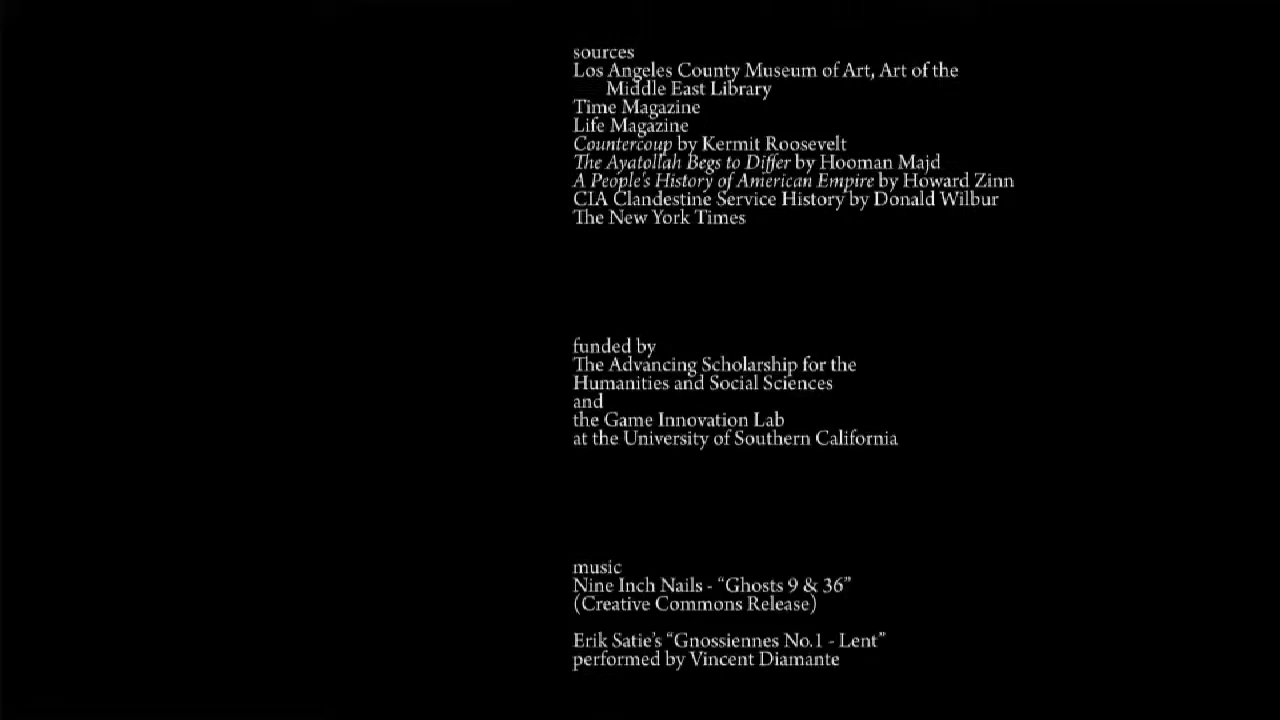 sources
Los Angeles County Museum of Art, Art of the
Middle East Library
Time Magazine
Life Magazine
Countercoup by Kermit Roosevelt
The Ayatollah Begs to Differ by Hooman Majd
A People's History of American Empire by Howard Zinn
CIA Clandestine Service History by Donald Wilbur
The New York Times
funded by
The Advancing Scholarship for the
Humanities and Social Sciences
and
the Game Innovation Lab
at the University of Southern California
music
Nine Inch Nails - “Ghosts 9 & 36”
(Creative Commons Release)
Erik Satie's “Gnossiennes No.1 - Lent”
performed by Vincent Diamante